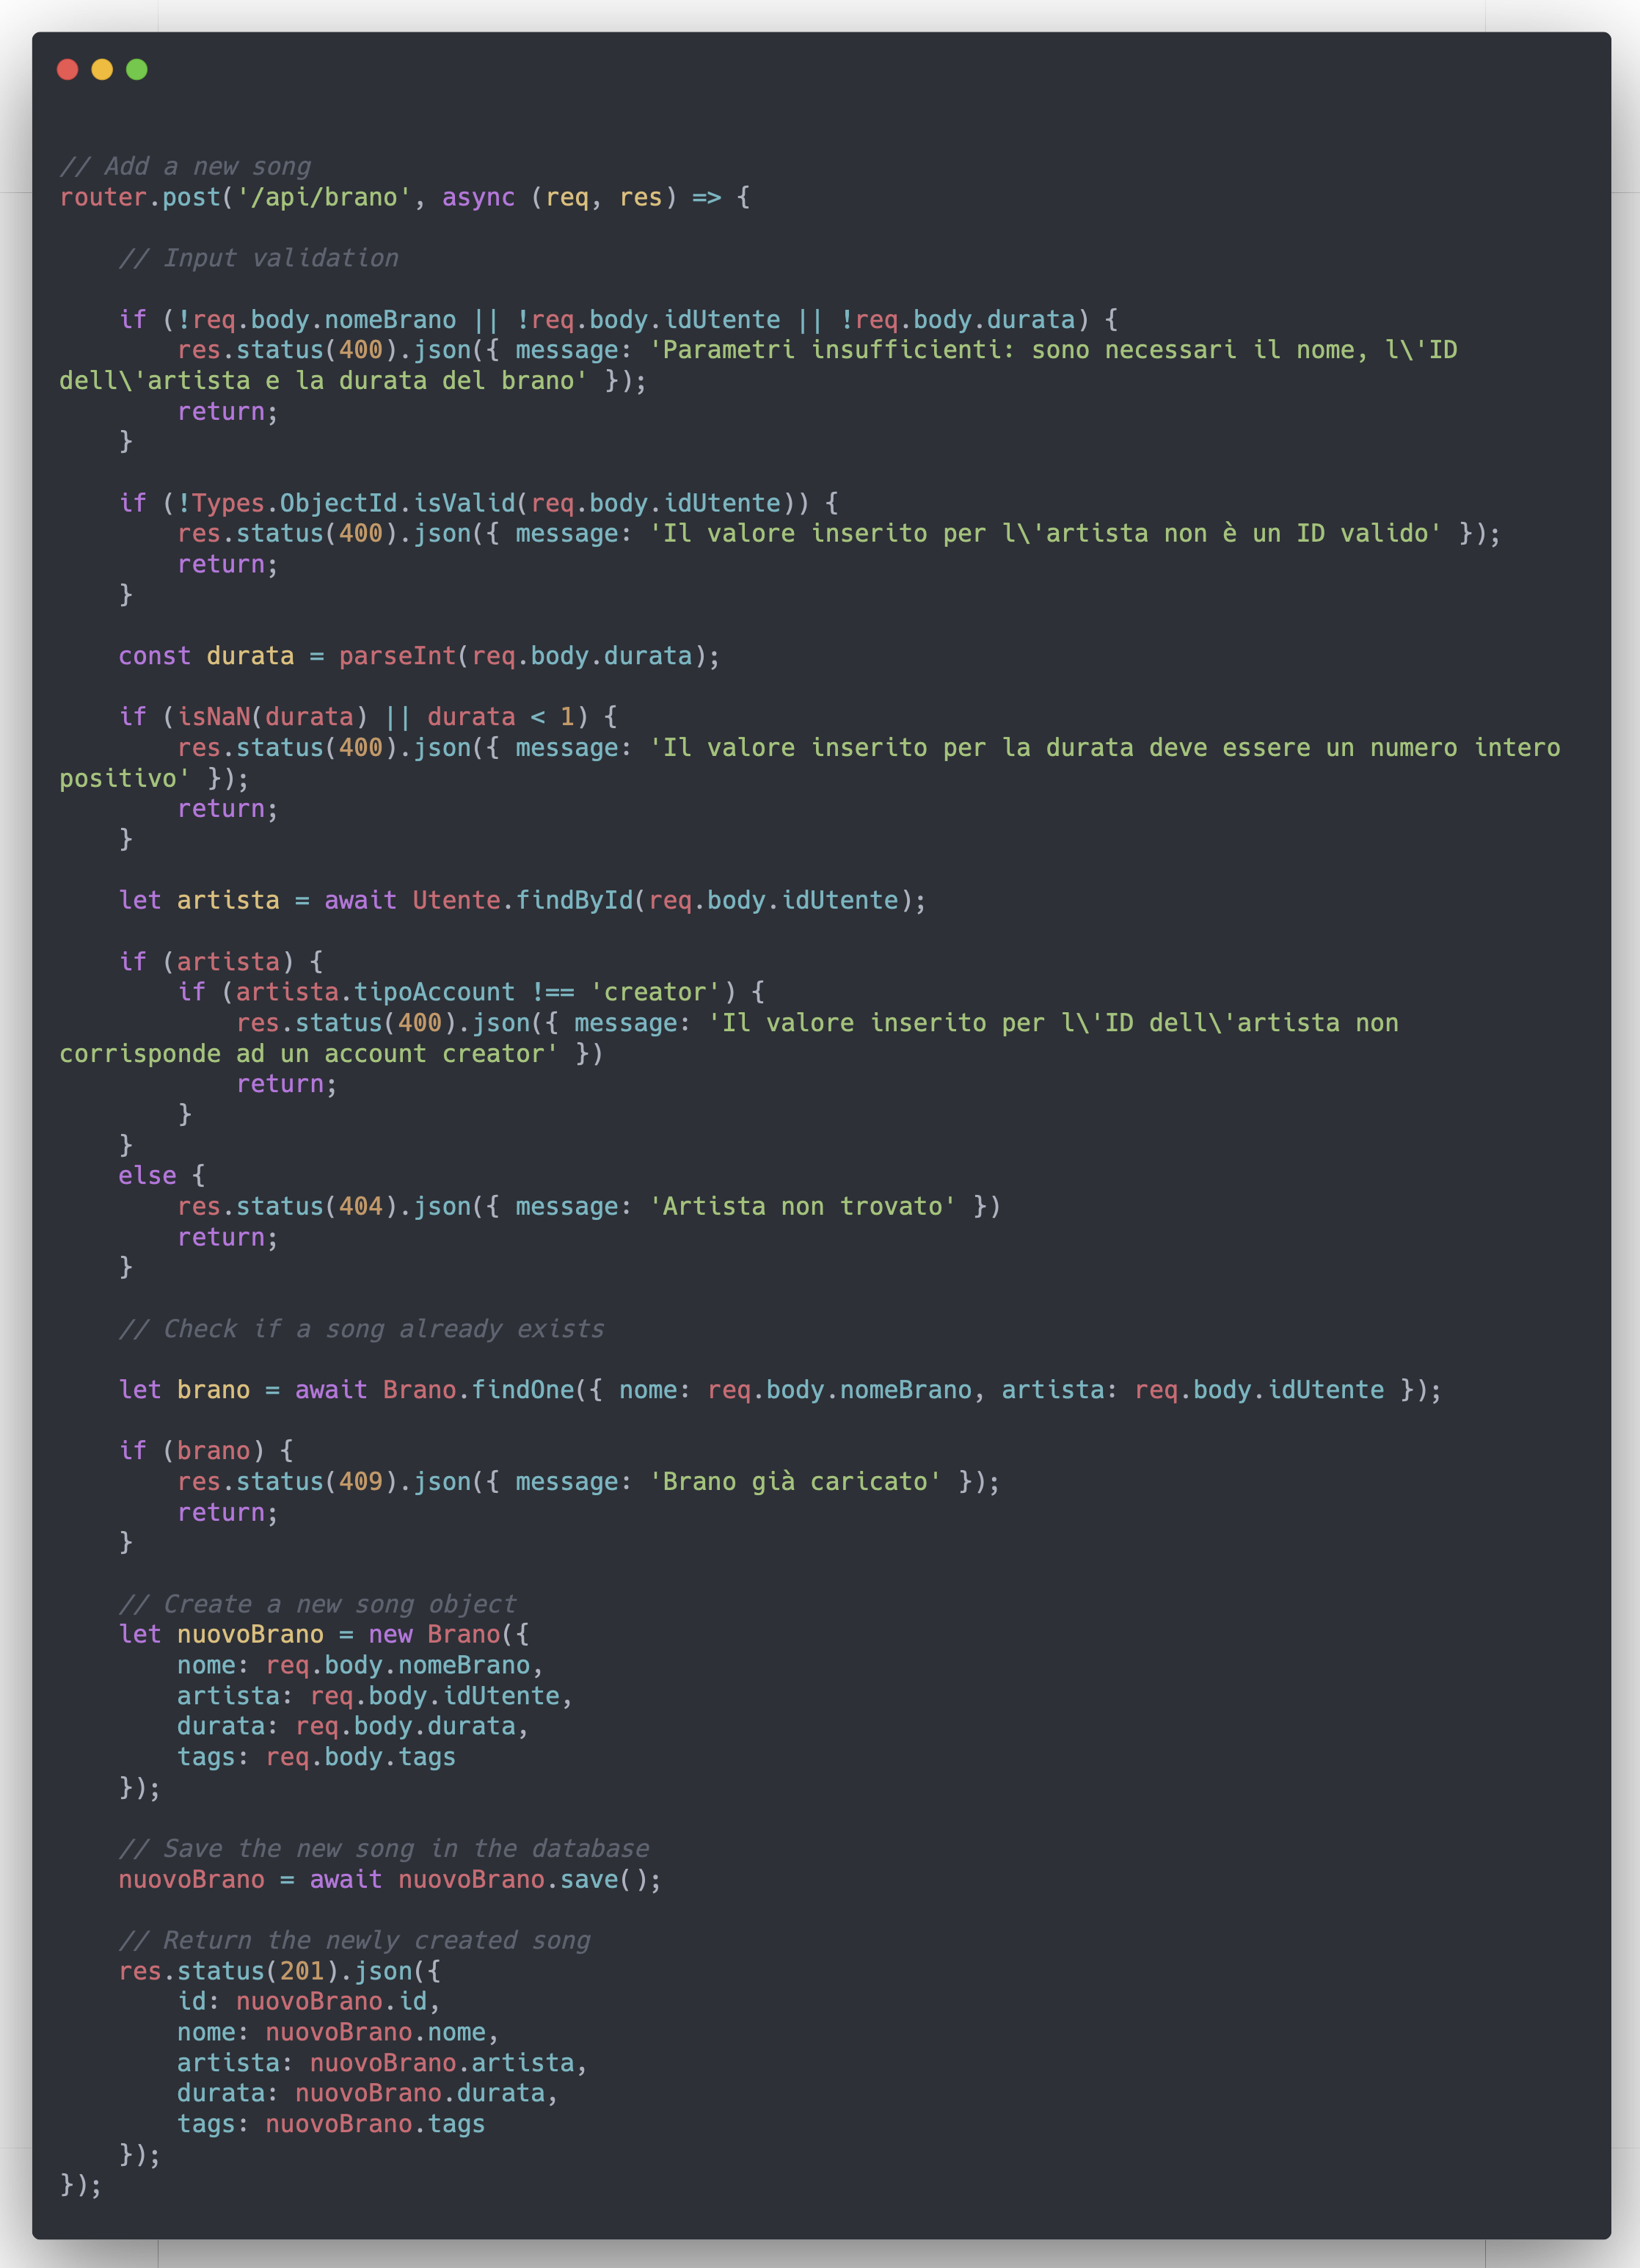 // Add a new song
router.post('/api/brano', async (req, res) => {
// Input validation
if (!req.body.nomeBrano || !req.body.idUtente || !req.body.durata) {
res.status(400).json({ message: 'Parametri insufficienti: sono necessari il nome, l\'ID
dell\'artista e la durata del brano' });
return;
}
if (!Types.ObjectId.isValid(req.body.idUtente)) {
res.status(400).json({ message: 'Il valore inserito per l\'artista non è un ID valido' });
return;
}
const durata = parseInt(req.body.durata);
if (isNaN(durata) || durata < 1) {
res.status(400).json({ message: 'Il valore inserito per la durata deve essere un numero intero
positivo' });
return;
}
let artista = await Utente.findById(req.body.idUtente);
if (artista) {
if (artista.tipoAccount !== 'creator') {
res.status(400).json({ message: 'Il valore inserito per l\'ID dell\'artista non
corrisponde ad un account creator' })
return;
}
}
else {
res.status(404).json({ message: 'Artista non trovato' })
return;
}
// Check if a song already exists
let brano = await Brano.findOne({ nome: req.body.nomeBrano, artista: req.body.idUtente });
if (brano) {
res.status(409).json({ message: 'Brano già caricato' });
return;
}
// Create a new song object
let nuovoBrano = new Brano({
nome: req.body.nomeBrano,
artista: req.body.idUtente,
durata: req.body.durata,
tags: req.body.tags
});
// Save the new song in the database
nuovoBrano = await nuovoBrano.save();
// Return the newly created song
res.status(201).json({
id: nuovoBrano.id,
nome: nuovoBrano.nome,
artista: nuovoBrano.artista,
durata: nuovoBrano.durata,
tags: nuovoBrano.tags
});
});